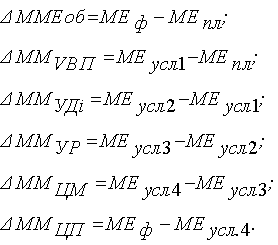 ΔММЕоб=МЕ ф − МЕ пл;
ΔММ VВП =МЕ усл1−МЕ пл;
ΔММ УДi =МЕ усл2−МЕ усл1;
ΔММ УР =МЕ усл3−МЕ усл2;
ΔММ ЦМ =МЕ усл4−МЕ усл3;
ΔММ ЦП =МЕ ф − МЕ усл.4.